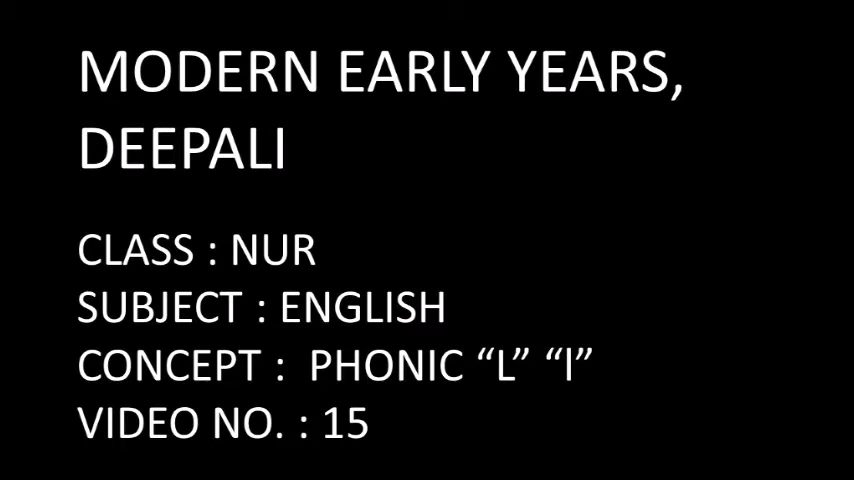 MODERN EARLY YEARS,
DEEPALI
CLASS : NUR
SUBJECT : ENGLISH
CONCEPT :  PHONIC “L” “l”
VIDEO NO. : 15